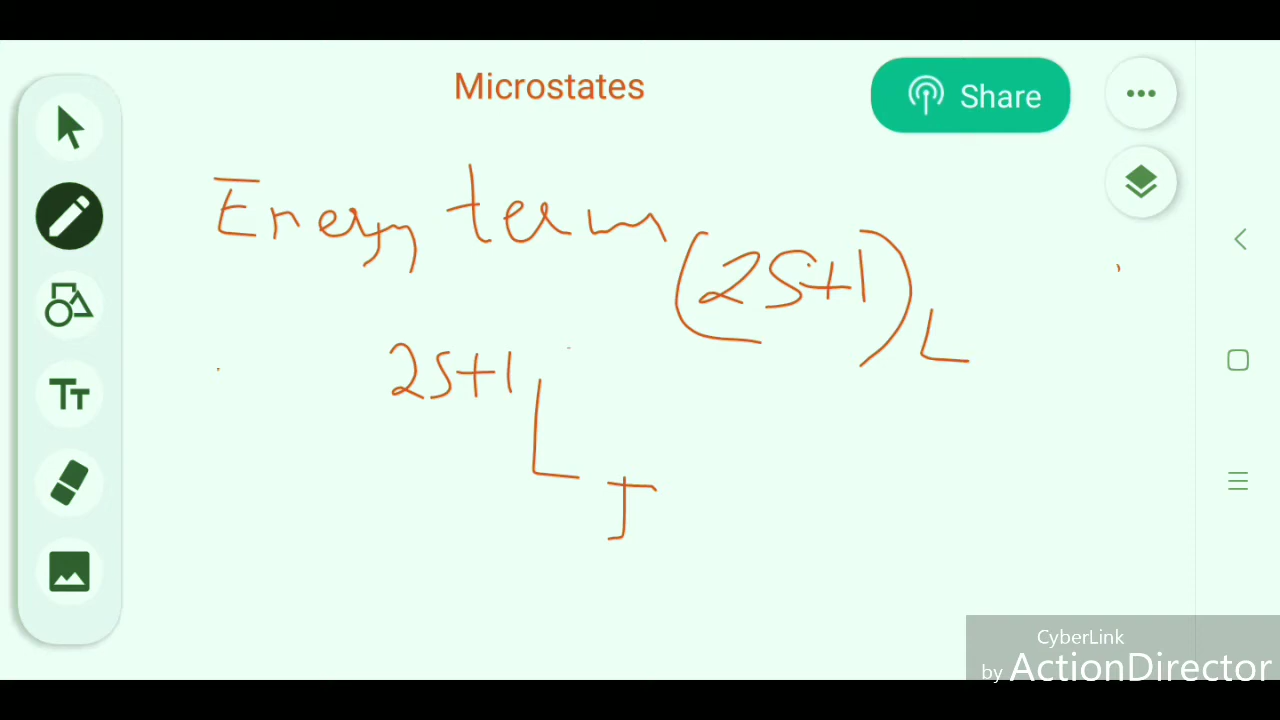 Microstates
Share
Energy term (2S+1)L
2S+1 L J
CyberLink
by ActionDirector